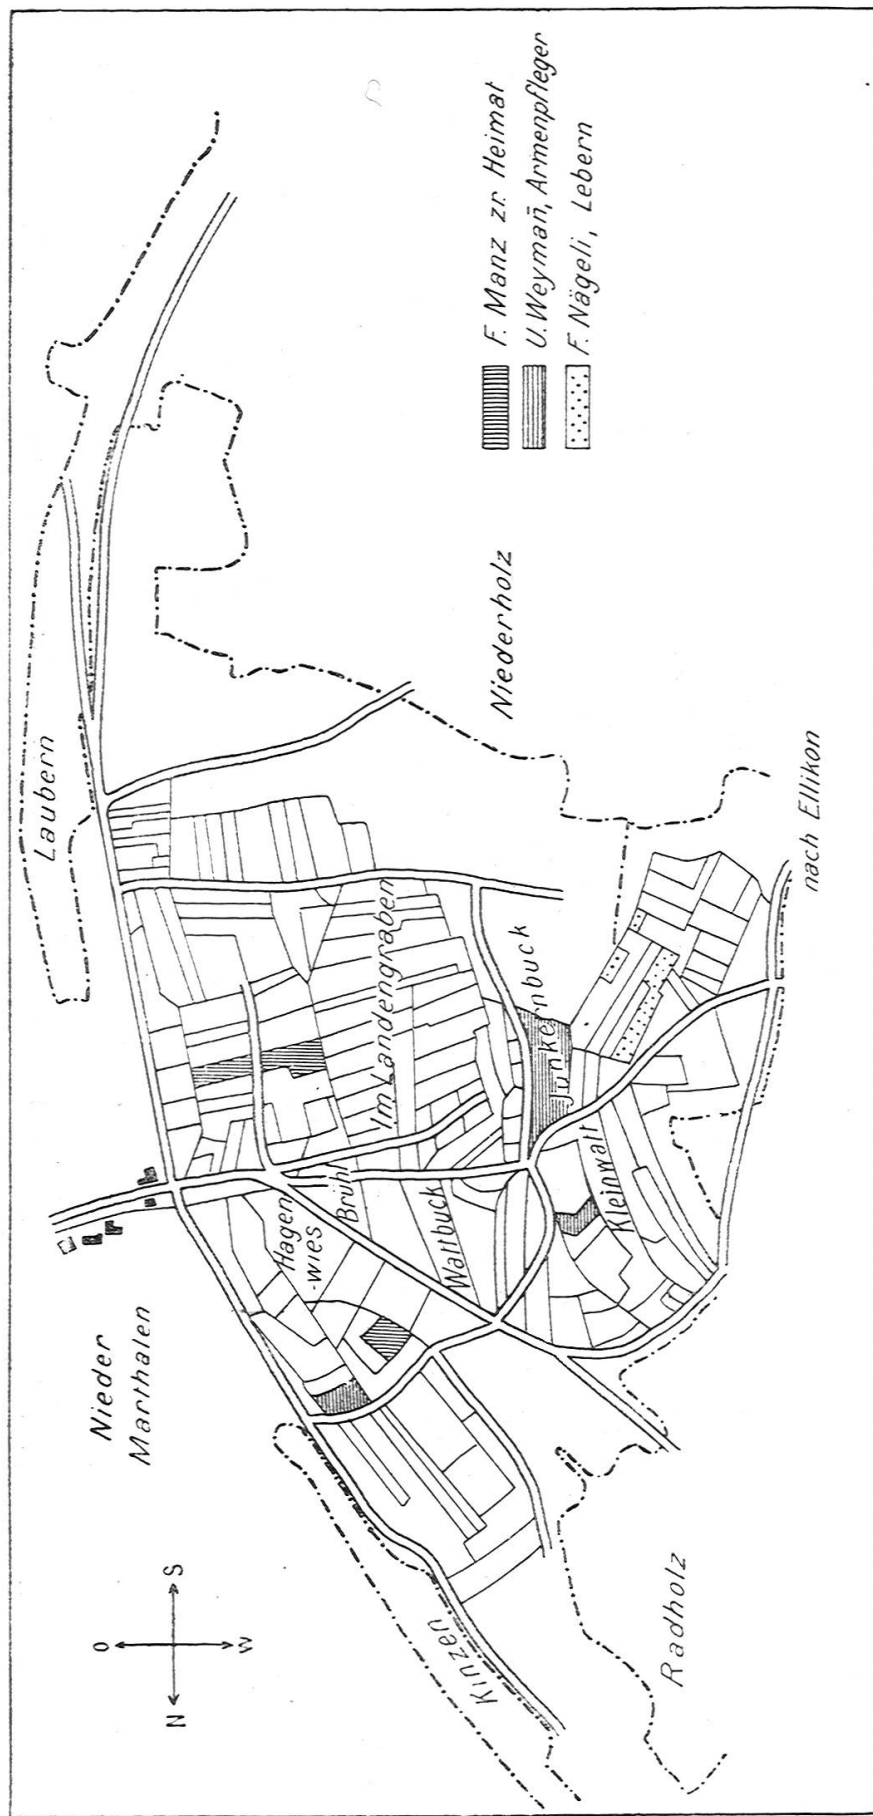 Laubern
Nieder
Marthalen
O
N
S
W
Kinzen
Radholz
Hagen
-wies
Brühl
Im Landengraben
Wattbuck
Junkernbuck
Kleinwatt
Niederholz
nach Ellikon
F. Manz zr. Heimat
U. Weymañ, Armenpfleger
F. Nägeli, Lebern